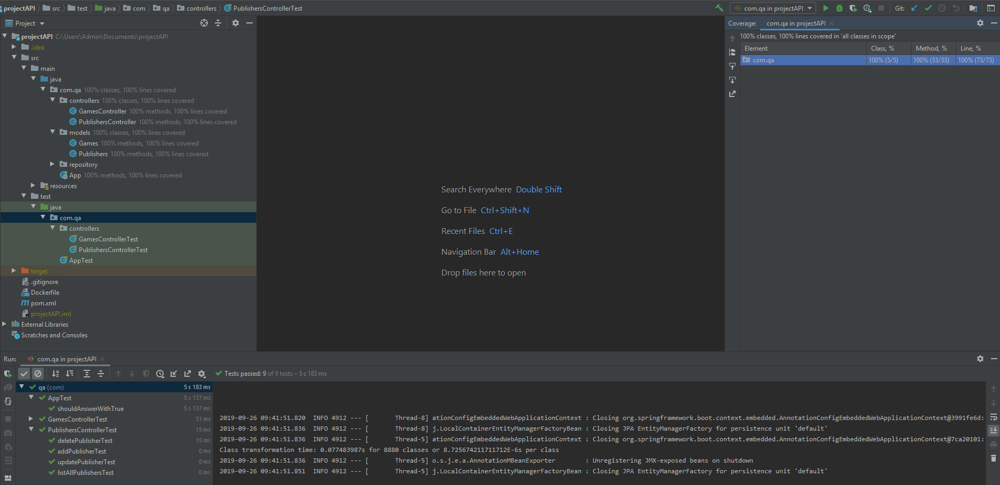 projectAPI src test java com qa controllers PublishersControllerTest
com.qa in projectAPI
Git:
Project
projectAPI C:\Users\Admin\Documents\projectAPI
.idea
src
main
java
com.qa 100% classes, 100% lines covered
controllers 100% classes, 100% lines covered
GamesController 100% methods, 100% lines covered
PublishersController 100% methods, 100% lines covered
models 100% classes, 100% lines covered
Games 100% methods, 100% lines covered
Publishers 100% methods, 100% lines covered
repository
App 100% methods, 100% lines covered
resources
test
java
com.qa
controllers
GamesControllerTest
PublishersControllerTest
AppTest
target
.gitignore
Dockerfile
pom.xml
projectAPI.iml
External Libraries
Scratches and Consoles
Search Everywhere Double Shift
Go to File Ctrl+Shift+N
Recent Files Ctrl+E
Navigation Bar Alt+Home
Drop files here to open
Coverage: com.qa in projectAPI
100% classes, 100% lines covered in 'all classes in scope'
Element Class, % Method, % Line, %
com.qa 100% (5/5) 100% (33/33) 100% (73/73)
Run: com.qa in projectAPI
Tests passed: 9 of 9 tests – 5 s 183 ms
qa (com) 5 s 183 ms
AppTest 5 s 137 ms
shouldAnswerWithTrue 5 s 137 ms
GamesControllerTest 31 ms
PublishersControllerTest 15 ms
deletePublisherTest 15 ms
addPublisherTest 0 ms
updatePublisherTest 0 ms
listAllPublishersTest 0 ms
2019-09-26 09:41:51.820 INFO 4912 --- [ Thread-8] ationConfigEmbeddedWebApplicationContext : Closing org.springframework.boot.context.embedded.AnnotationConfigEmbeddedWebApplicationContext@3991fe6d:
2019-09-26 09:41:51.836 INFO 4912 --- [ Thread-8] j.LocalContainerEntityManagerFactoryBean : Closing JPA EntityManagerFactory for persistence unit 'default'
2019-09-26 09:41:51.836 INFO 4912 --- [ Thread-5] ationConfigEmbeddedWebApplicationContext : Closing org.springframework.boot.context.embedded.AnnotationConfigEmbeddedWebApplicationContext@7ca20101:
Class transformation time: 0.077483987s for 8880 classes or 8.725674211711712E-6s per class
2019-09-26 09:41:51.836 INFO 4912 --- [ Thread-5] o.s.j.e.a.AnnotationMBeanExporter : Unregistering JMX-exposed beans on shutdown
2019-09-26 09:41:51.851 INFO 4912 --- [ Thread-5] j.LocalContainerEntityManagerFactoryBean : Closing JPA EntityManagerFactory for persistence unit 'default'